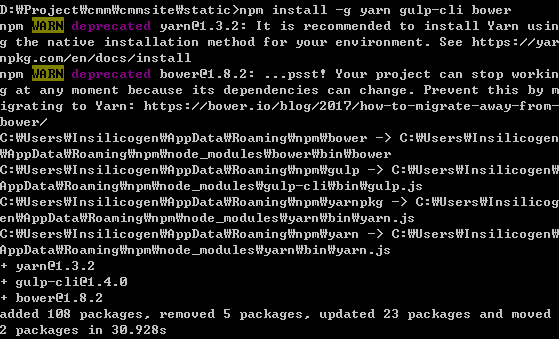 D:₩Project₩cmm₩cmmsite₩static>npm install -g yarn gulp-cli bower
npm WARN deprecated yarn@1.3.2: It is recommended to install Yarn usin
g the native installation method for your environment. See https://yar
npkg.com/en/docs/install
npm WARN deprecated bower@1.8.2: ...psst! Your project can stop workin
g at any moment because its dependencies can change. Prevent this by m
igrating to Yarn: https://bower.io/blog/2017/how-to-migrate-away-from-
bower/
C:₩Users₩Insilicogen₩AppData₩Roaming₩npm₩bower -> C:₩Users₩Insilicogen
₩AppData₩Roaming₩npm₩node_modules₩bower₩bin₩bower
C:₩Users₩Insilicogen₩AppData₩Roaming₩npm₩gulp -> C:₩Users₩Insilicogen₩
AppData₩Roaming₩npm₩node_modules₩gulp-cli₩bin₩gulp.js
C:₩Users₩Insilicogen₩AppData₩Roaming₩npm₩yarnpkg -> C:₩Users₩Insilicog
en₩AppData₩Roaming₩npm₩node_modules₩yarn₩bin₩yarn.js
C:₩Users₩Insilicogen₩AppData₩Roaming₩npm₩yarn -> C:₩Users₩Insilicogen₩
AppData₩Roaming₩npm₩node_modules₩yarn₩bin₩yarn.js
+ yarn@1.3.2
+ gulp-cli@1.4.0
+ bower@1.8.2
added 108 packages, removed 5 packages, updated 23 packages and moved
2 packages in 30.928s